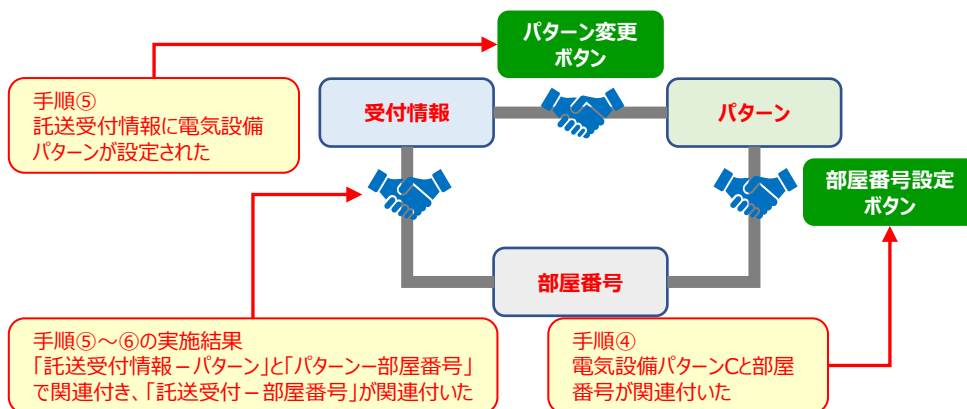 パターン変更
ボタン
手順⑤
託送受付情報に電気設備
パターンが設定された
受付情報
パターン
部屋番号設定
ボタン
部屋番号
手順⑤～⑥の実施結果
「託送受付情報－パターン」と「パターンー部屋番号」
で関連付き、「託送受付－部屋番号」が関連付いた
手順④
電気設備パターンCと部屋
番号が関連付いた